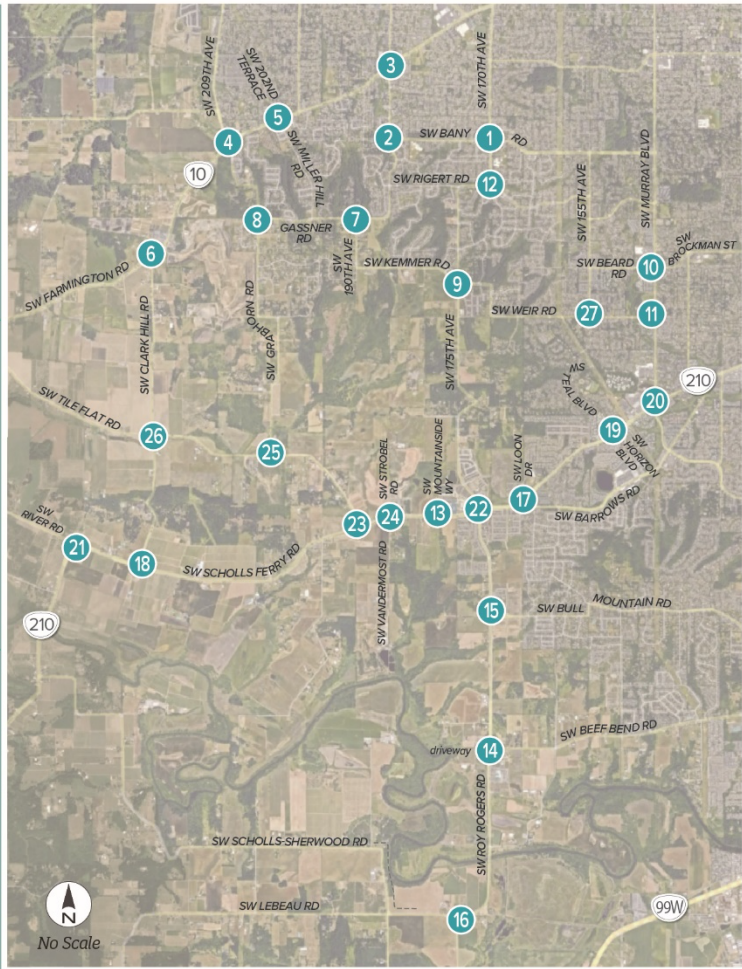 SW 209TH AVE
SW 202ND
TERRACE
3
SW 170TH AVE
5
4
SW MILLER
HILL
RD
2
SW BANY
1
RD
10
SW RIGERT RD
12
SW 155TH AVE
SW MURRAY BLVD
8
GASSNER
RD
7
SW
190TH AVE
6
SW FARMINGTON RD
SW KEMMER RD
9
SW BEARD
RD
10
SW
BROCKMAN ST
SW CLARK HILL RD
SW GRA
BHO
ORN RD
SW 175TH AVE
SW WEIR RD
27
11
SW
TEAL BLVD
210
20
19
SW
HORIZON
BLVD
SW TILE FLAT RD
26
25
SW STROBEL
RD
SW
MOUNTAINSIDE
WY
SW LOON
DR
23
24
13
22
17
SW BARROWS RD
SW
RIVER RD
21
18
SW SCHOLLS FERRY RD
SW VANDERMOST RD
210
15
SW BULL
MOUNTAIN RD
driveway
14
SW BEEF BEND RD
SW ROY ROGERS RD
SW SCHOLLS-SHERWOOD RD
SW LEBEAU RD
16
99W
N
No Scale